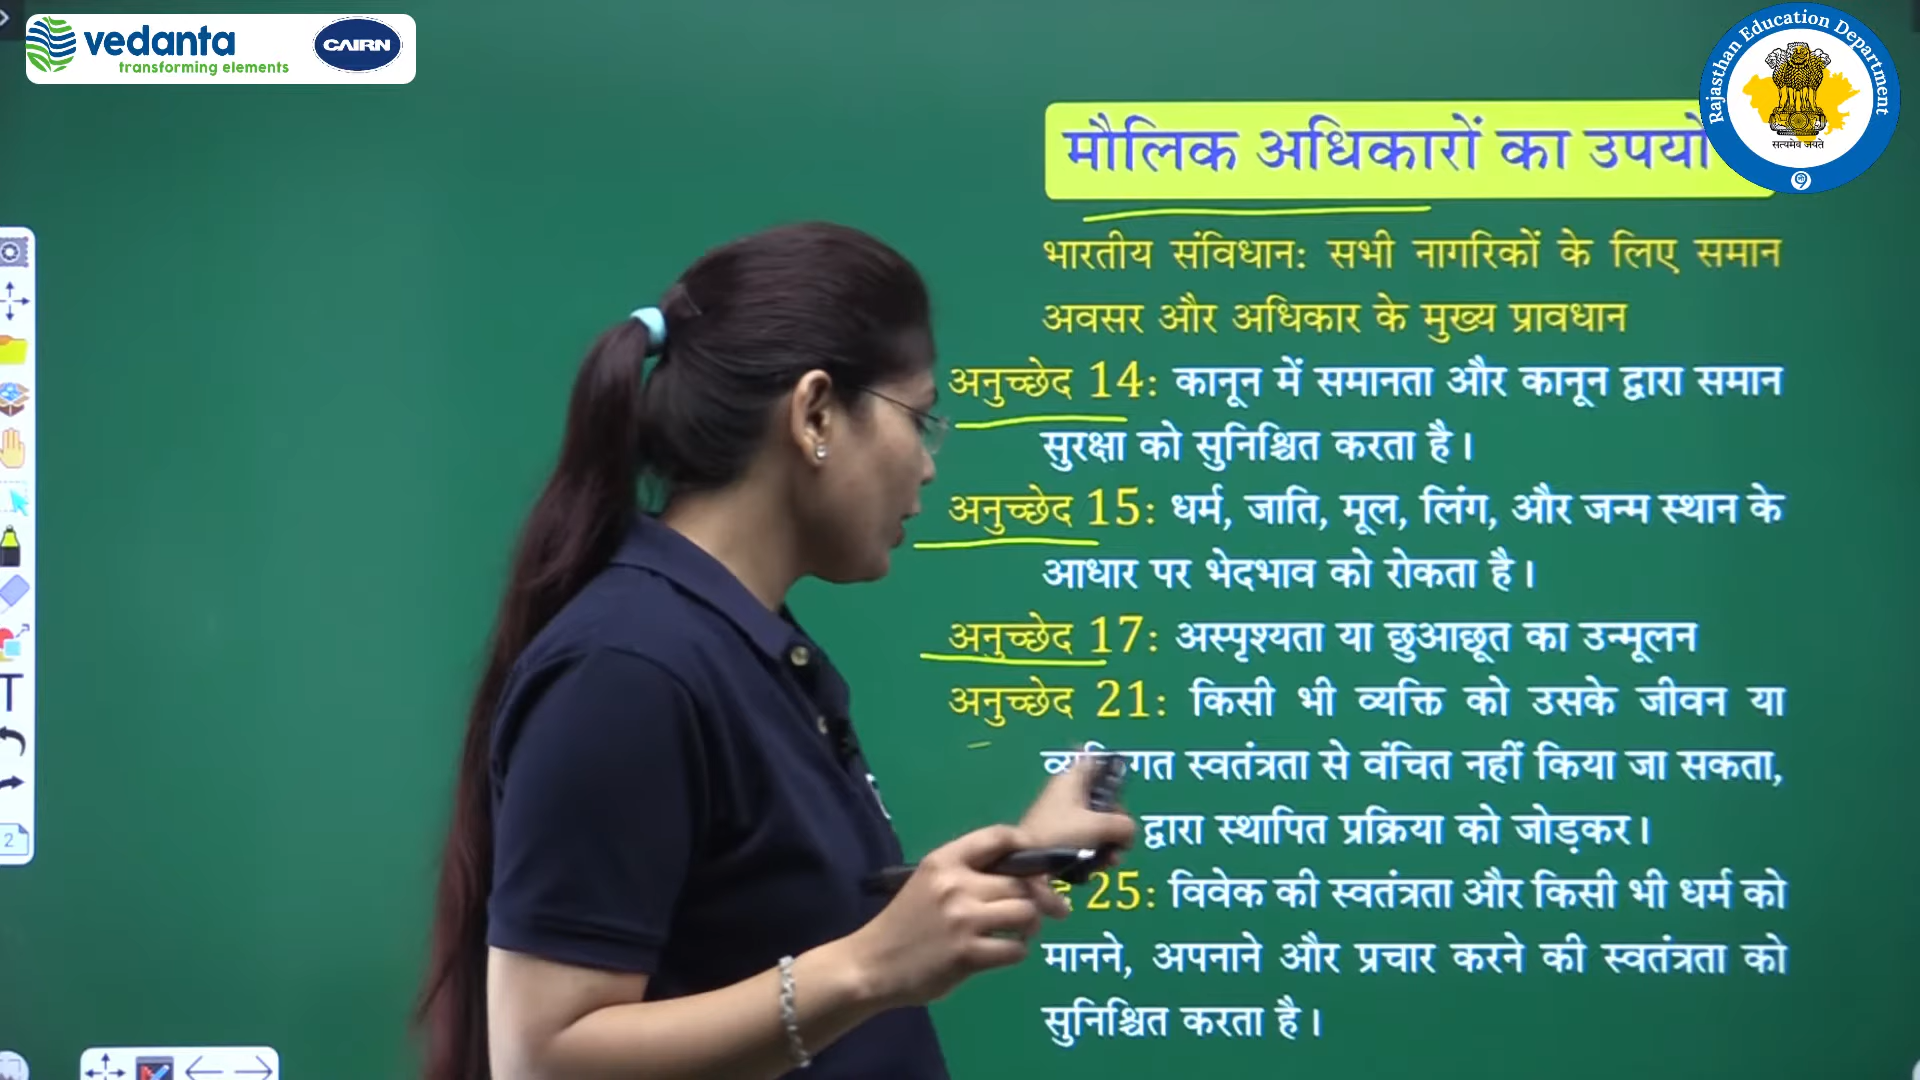 vedanta
transforming elements
CAIRN
Rajasthan Education Department
सत्यमेव जयते
मौलिक अधिकारों का
भारतीय संविधान: सभी नागरिकों के लिए समान
अवसर और अधिकार के मुख्य प्रावधान
अनुच्छेद 14: कानून में समानता और कानून द्वारा समान
सुरक्षा को सुनिश्चित करता है।
अनुच्छेद 15: धर्म, जाति, मूल, लिंग, और जन्म स्थान के
आधार पर भेदभाव को रोकता है।
अनुच्छेद 17: अस्पृश्यता या छुआछूत का उन्मूलन
अनुच्छेद 21: किसी भी व्यक्ति को उसके जीवन या
स्वतंत्रता से वंचित नहीं किया जा सकता,
द्वारा स्थापित प्रक्रिया को जोड़कर।
25: विवेक की स्वतंत्रता और किसी भी धर्म को
मानने, अपनाने और प्रचार करने की स्वतंत्रता को
सुनिश्चित करता है।
T
2